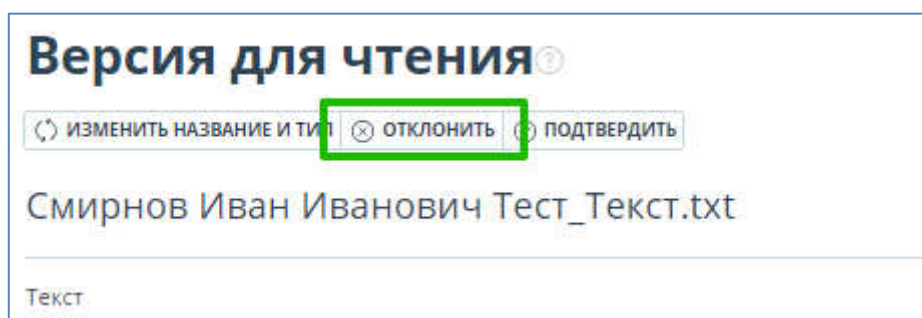 Версия для чтения
ИЗМЕНИТЬ НАЗВАНИЕ И ТИП ОТКЛОНИТЬ ПОДТВЕРДИТЬ
Смирнов Иван Иванович Тест_Текст.txt
Текст